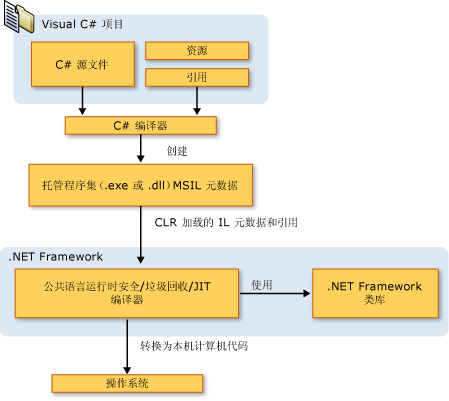 Visual C# 项目
C# 源文件
资源
引用
C# 编译器
创建
托管程序集(.exe 或 .dll)MSIL 元数据
CLR 加载的 IL 元数据和引用
.NET Framework
公共语言运行时安全/垃圾回收/JIT
编译器
使用
.NET Framework
类库
转换为本机计算机代码
操作系统